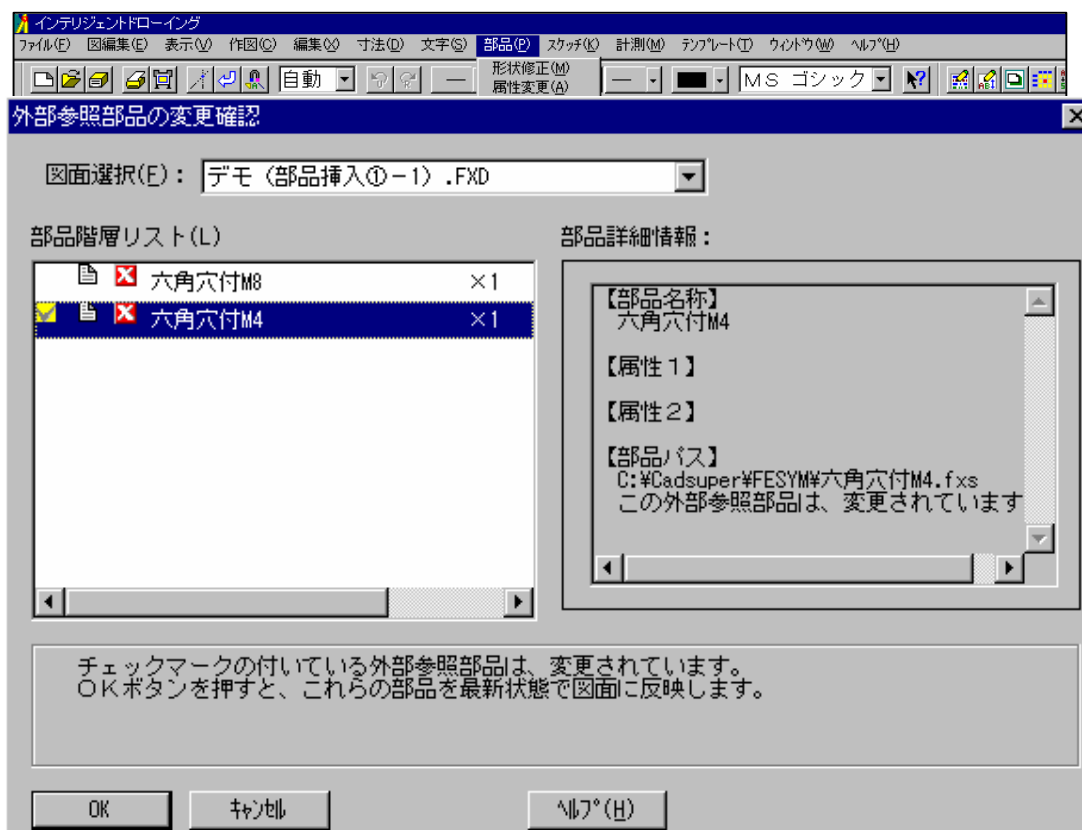 インテリジェントドローイング
ファイル(F) 図編集(E) 表示(V) 作図(C) 編集(X) 寸法(D) 文字(S) 部品(P) スケッチ(K) 計測(M) テンプレート(T) ウィンドウ(W) ヘルプ(H)
形状修正(M)
属性変更(A)
自動
MS ゴシック
外部参照部品の変更確認
図面選択(F)： デモ（部品挿入①－1）.FXD
部品階層リスト(L)
六角穴付M8 ×1
六角穴付M4 ×1
部品詳細情報：
【部品名称】
六角穴付M4
【属性１】
【属性２】
【部品パス】
C:¥Cadsuper¥FESYM¥六角穴付M4.fxs
この外部参照部品は、変更されています
チェックマークの付いている外部参照部品は、変更されています。
ＯＫボタンを押すと、これらの部品を最新状態で図面に反映します。
OK キャンセル ヘルプ(H)